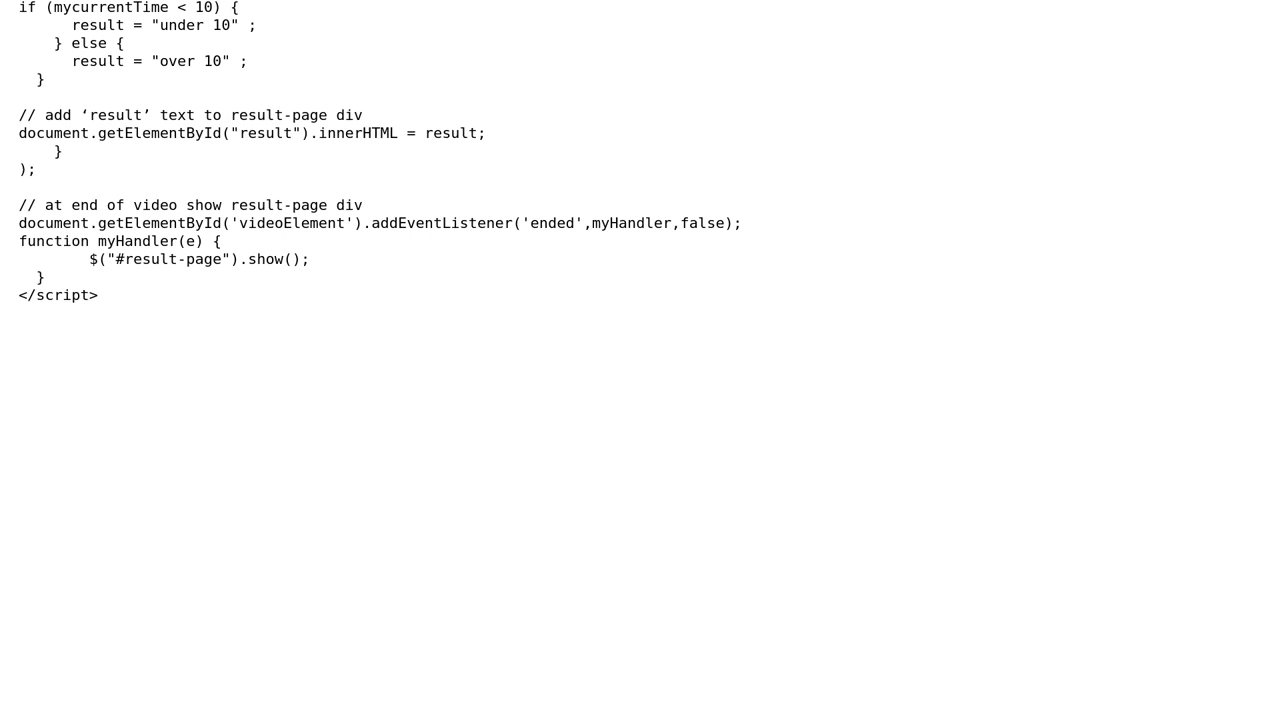 if (mycurrentTime < 10) {
      result = "under 10" ;
    } else {
      result = "over 10" ;
  }

// add ‘result’ text to result-page div
document.getElementById("result").innerHTML = result;
    }
);

// at end of video show result-page div
document.getElementById('videoElement').addEventListener('ended',myHandler,false);
function myHandler(e) {
        $("#result-page").show();
  }
</script>